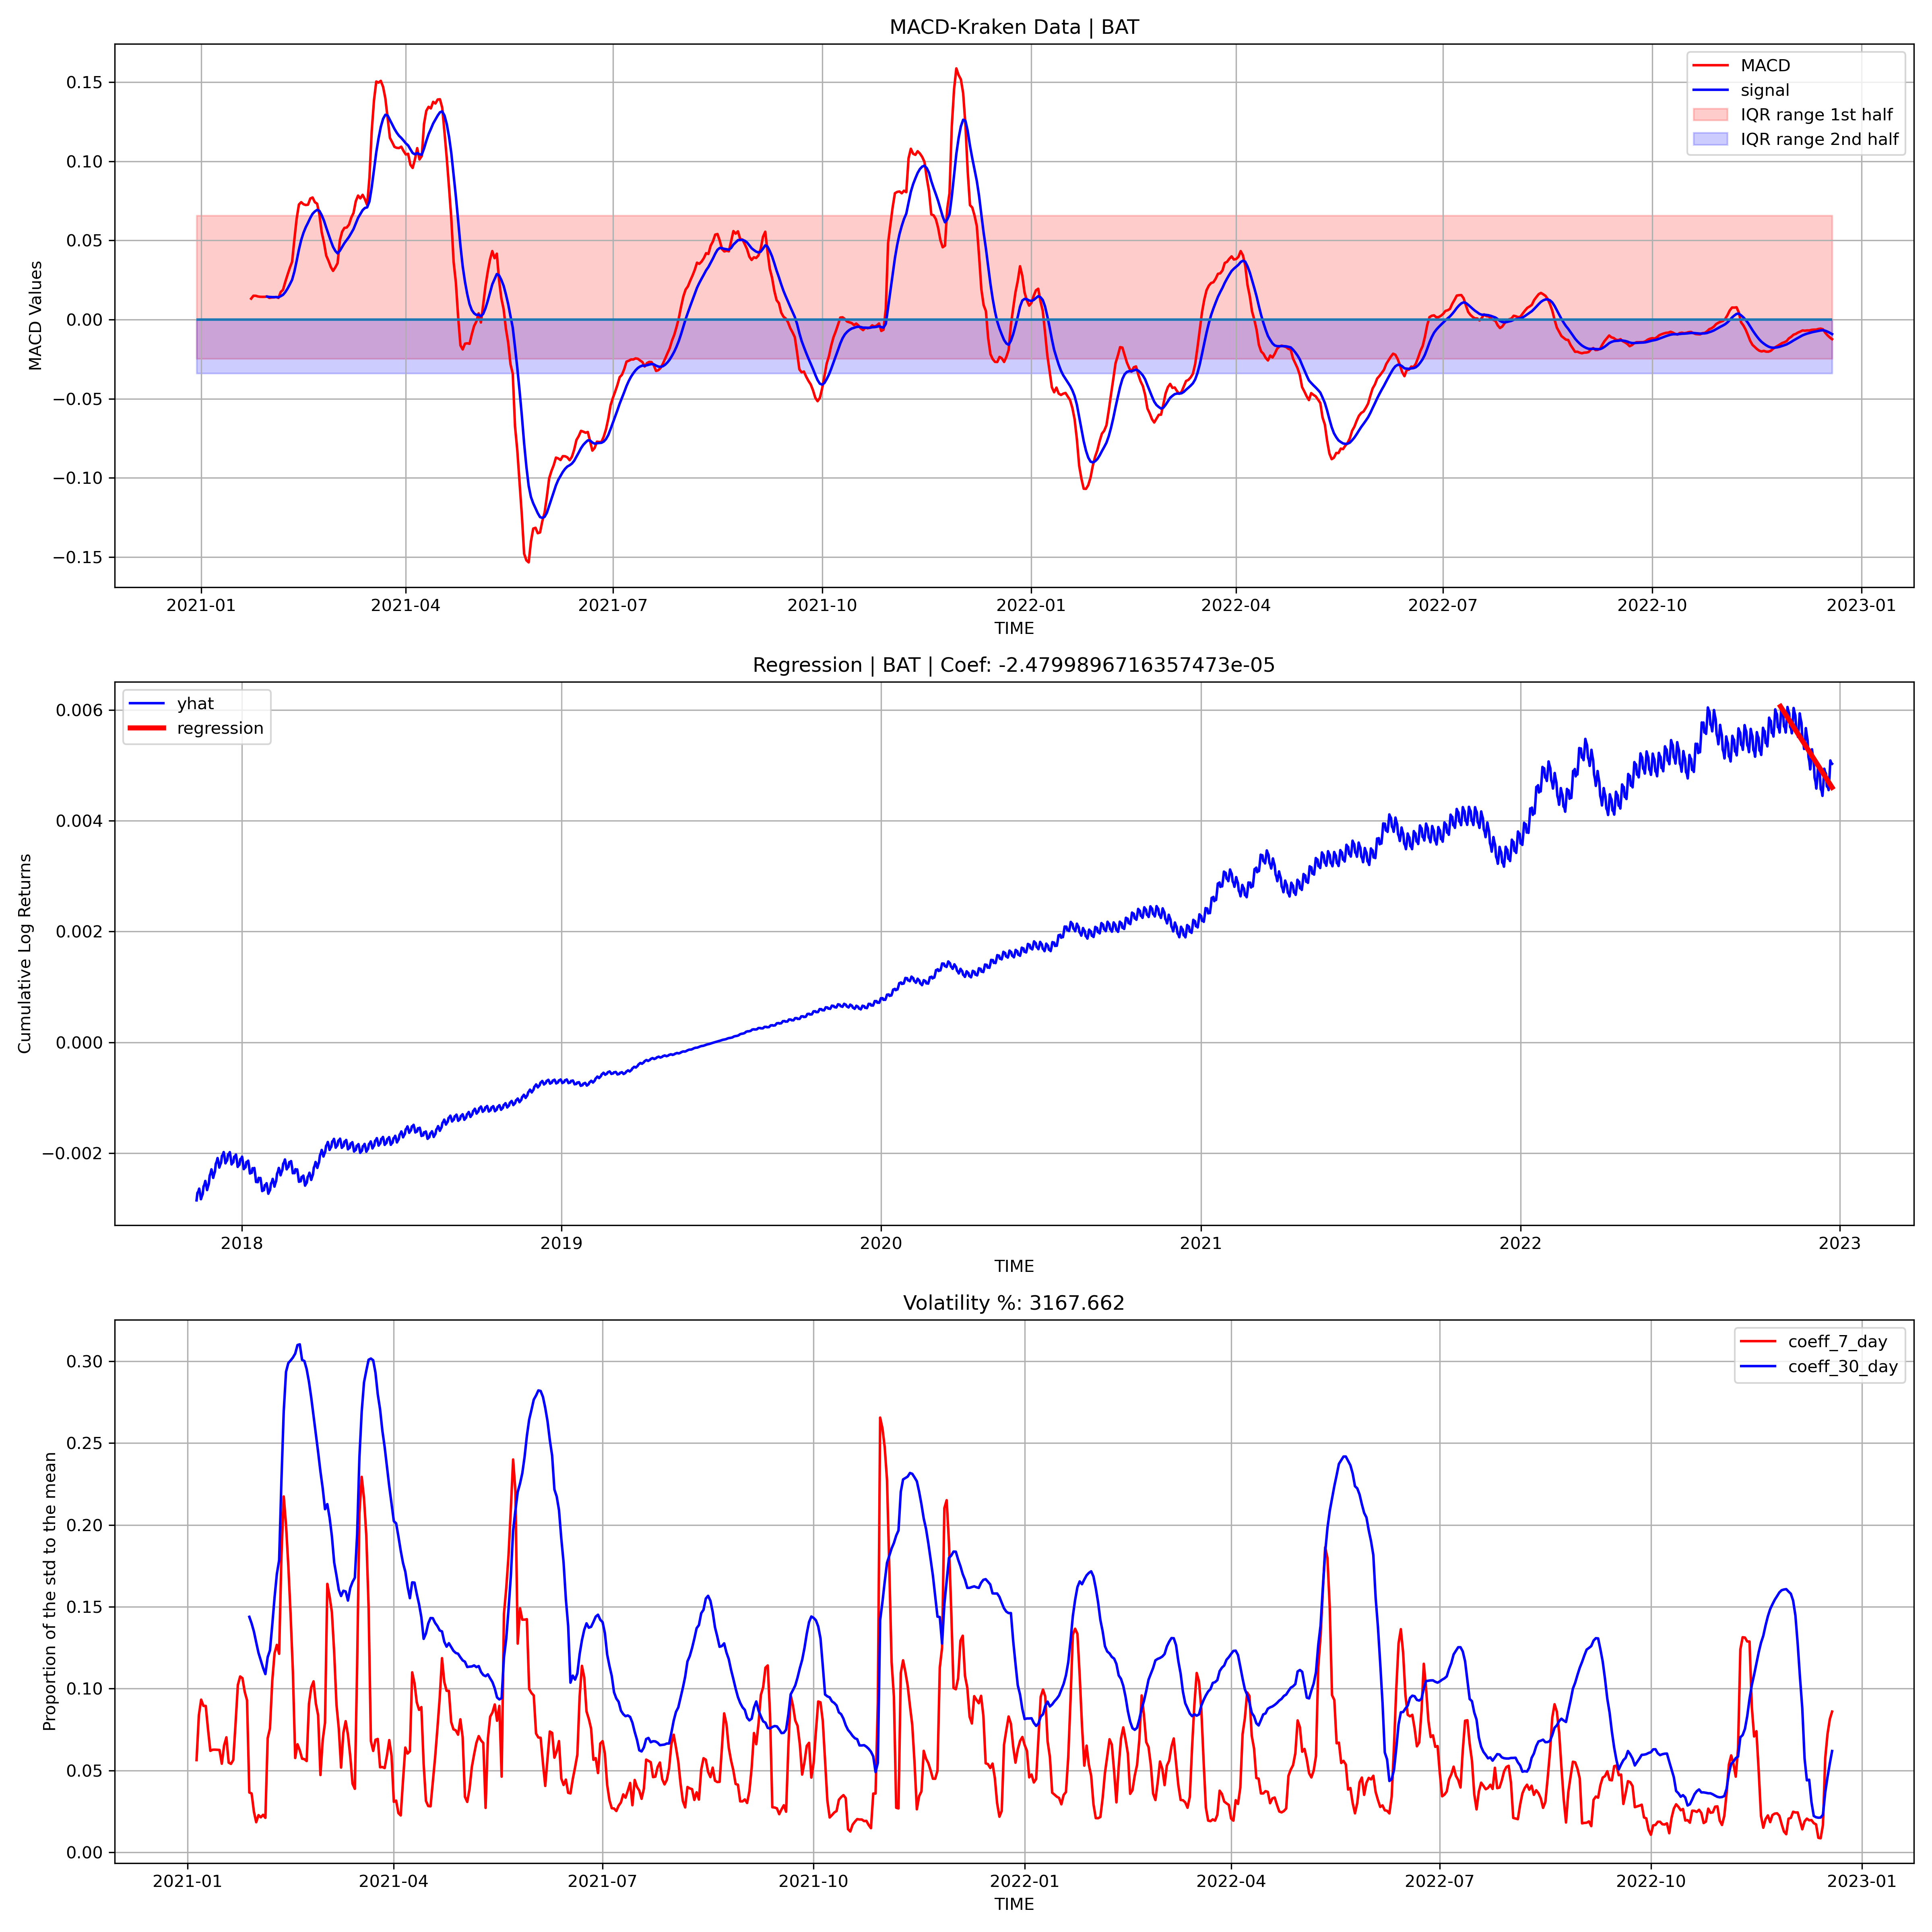 MACD-Kraken Data | BAT
MACD
signal
IQR range 1st half
IQR range 2nd half
MACD Values
0.15
0.10
0.05
0.00
−0.05
−0.10
−0.15
2021-01 2021-04 2021-07 2021-10 2022-01 2022-04 2022-07 2022-10 2023-01
TIME
Regression | BAT | Coef: -2.4799896716357473e-05
yhat
regression
Cumulative Log Returns
0.006
0.004
0.002
0.000
−0.002
2018 2019 2020 2021 2022 2023
TIME
Volatility %: 3167.662
coeff_7_day
coeff_30_day
Proportion of the std to the mean
0.30
0.25
0.20
0.15
0.10
0.05
0.00
2021-01 2021-04 2021-07 2021-10 2022-01 2022-04 2022-07 2022-10 2023-01
TIME